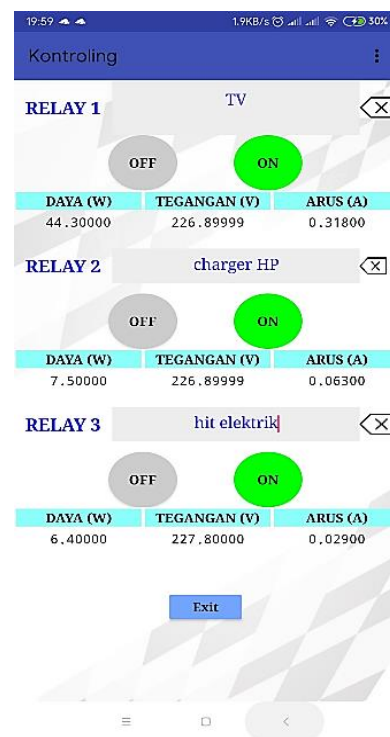 19:59 1.9KB/s 30%
Kontroling
RELAY 1 TV
OFF ON
DAYA (W) TEGANGAN (V) ARUS (A)
44.30000 226.89999 0.31800
RELAY 2 charger HP
OFF ON
DAYA (W) TEGANGAN (V) ARUS (A)
7.50000 226.89999 0.06300
RELAY 3 hit elektrik
OFF ON
DAYA (W) TEGANGAN (V) ARUS (A)
6.40000 227.80000 0.02900
Exit